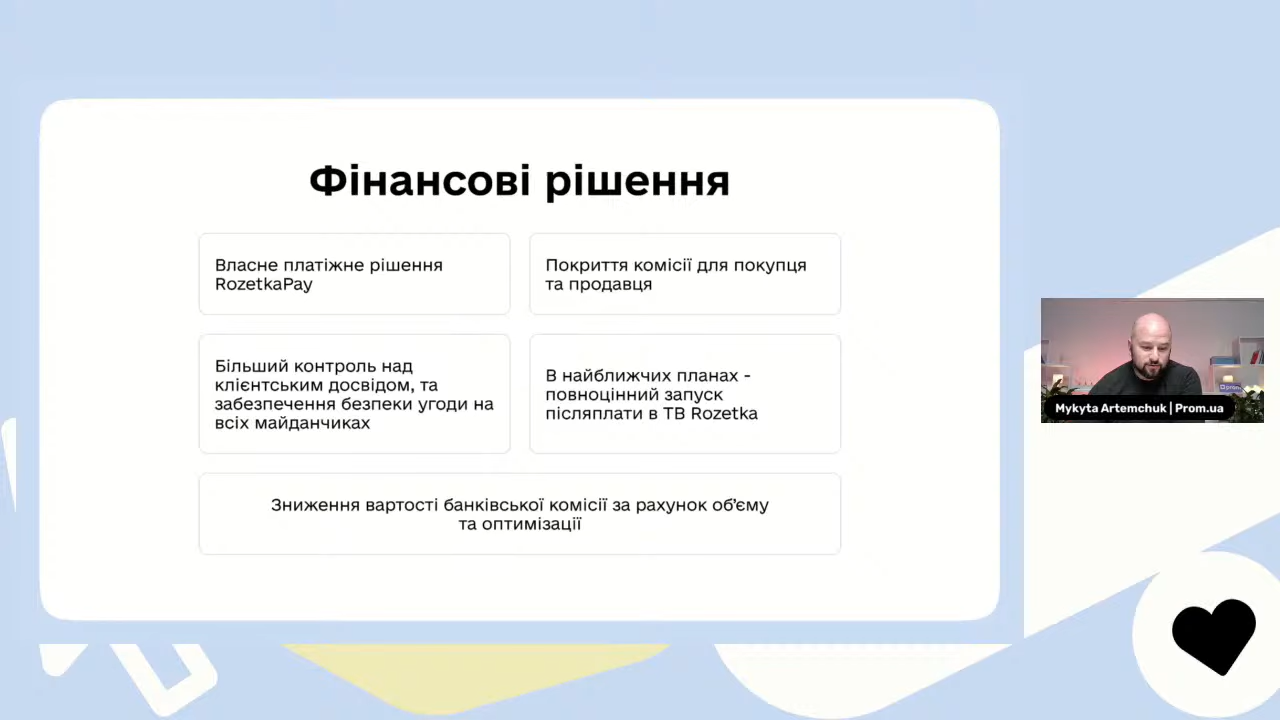 Фінансові рішення
Власне платіжне рішення
RozetkaPay
Покриття комісії для покупця
та продавця
Більший контроль над
клієнтським досвідом, та
забезпечення безпеки угоди на
всіх майданчиках
В найближчих планах -
повноцінний запуск
післяплати в ТВ Rozetka
Зниження вартості банківської комісії за рахунок об’єму
та оптимізації
Mykyta Artemchuk | Prom.ua